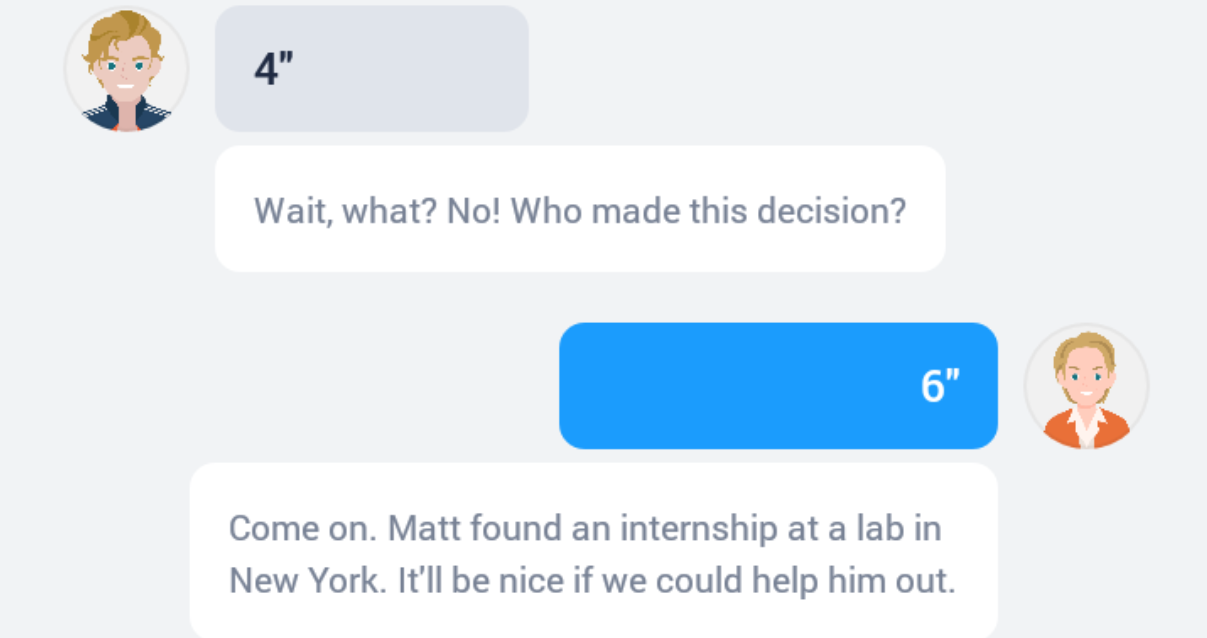 4"
Wait, what? No! Who made this decision?
6"
Come on. Matt found an internship at a lab in
New York. It'll be nice if we could help him out.